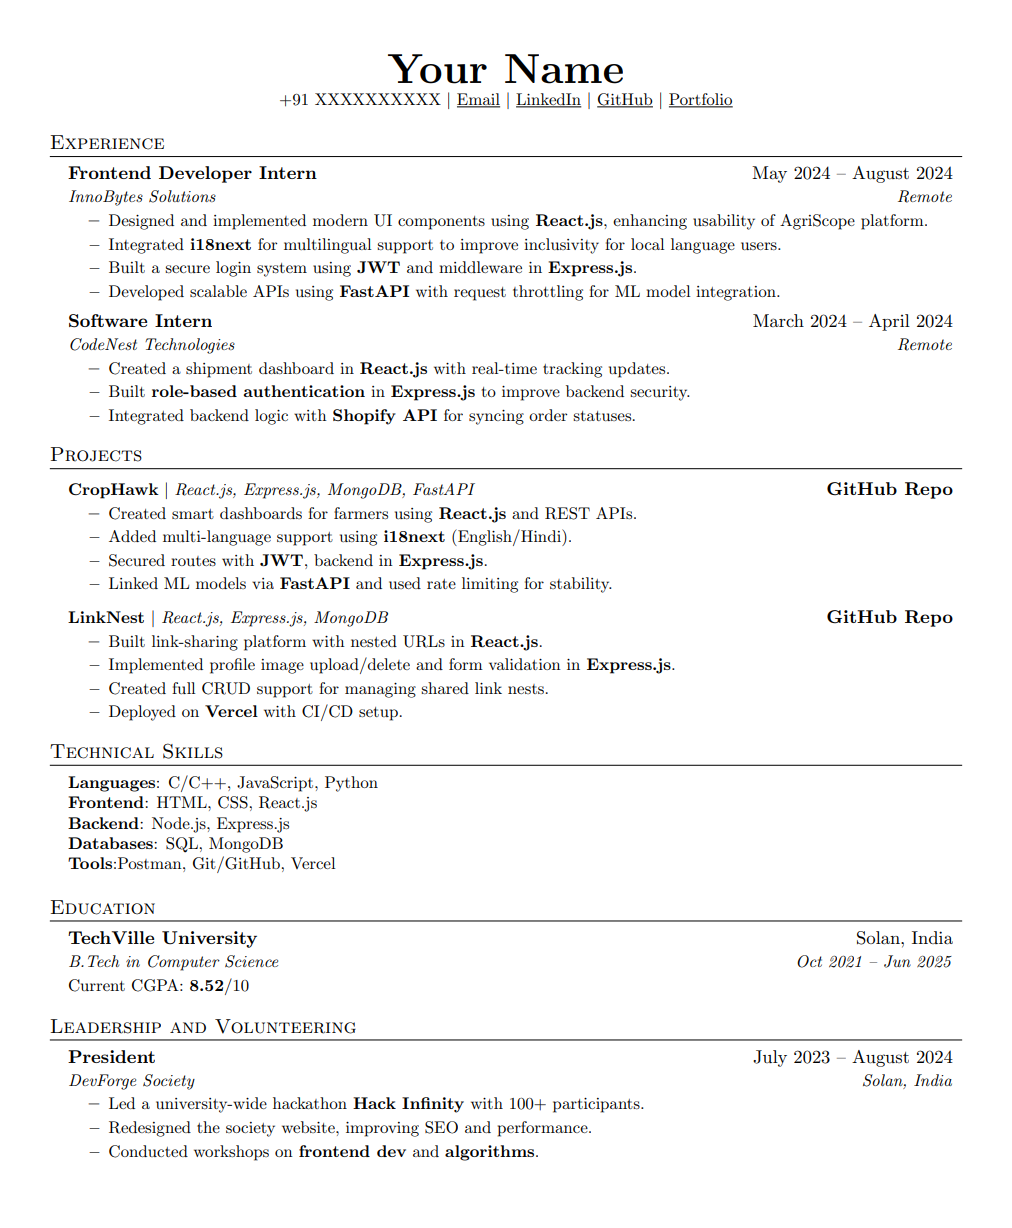 Your Name
+91 XXXXXXXXXX | Email | LinkedIn | GitHub | Portfolio
Experience
Frontend Developer Intern May 2024 – August 2024
InnoBytes Solutions Remote
– Designed and implemented modern UI components using React.js, enhancing usability of AgriScope platform.
– Integrated i18next for multilingual support to improve inclusivity for local language users.
– Built a secure login system using JWT and middleware in Express.js.
– Developed scalable APIs using FastAPI with request throttling for ML model integration.
Software Intern March 2024 – April 2024
CodeNest Technologies Remote
– Created a shipment dashboard in React.js with real-time tracking updates.
– Built role-based authentication in Express.js to improve backend security.
– Integrated backend logic with Shopify API for syncing order statuses.
Projects
CropHawk | React.js, Express.js, MongoDB, FastAPI GitHub Repo
– Created smart dashboards for farmers using React.js and REST APIs.
– Added multi-language support using i18next (English/Hindi).
– Secured routes with JWT, backend in Express.js.
– Linked ML models via FastAPI and used rate limiting for stability.
LinkNest | React.js, Express.js, MongoDB GitHub Repo
– Built link-sharing platform with nested URLs in React.js.
– Implemented profile image upload/delete and form validation in Express.js.
– Created full CRUD support for managing shared link nests.
– Deployed on Vercel with CI/CD setup.
Technical Skills
Languages: C/C++, JavaScript, Python
Frontend: HTML, CSS, React.js
Backend: Node.js, Express.js
Databases: SQL, MongoDB
Tools:Postman, Git/GitHub, Vercel
Education
TechVille University Solan, India
B.Tech in Computer Science Oct 2021 – Jun 2025
Current CGPA: 8.52/10
Leadership and Volunteering
President July 2023 – August 2024
DevForge Society Solan, India
– Led a university-wide hackathon Hack Infinity with 100+ participants.
– Redesigned the society website, improving SEO and performance.
– Conducted workshops on frontend dev and algorithms.